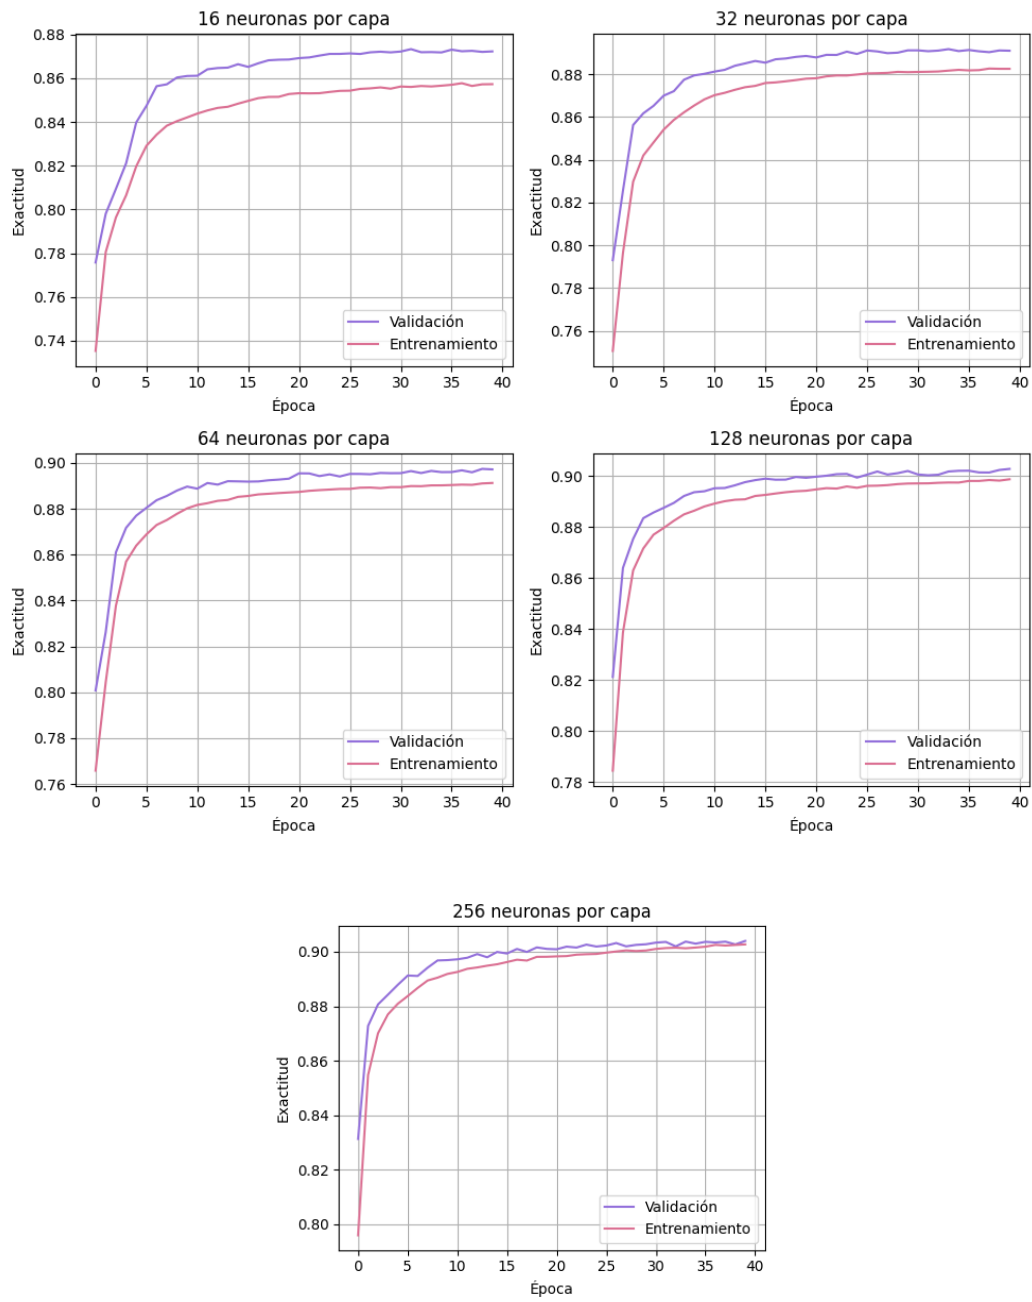 16 neuronas por capa
0.88
0.86
0.84
0.82
0.80
0.78
0.76
0.74
Exactitud
Validación
Entrenamiento
0 5 10 15 20 25 30 35 40
Época
32 neuronas por capa
0.88
0.86
0.84
0.82
0.80
0.78
0.76
Exactitud
Validación
Entrenamiento
0 5 10 15 20 25 30 35 40
Época
64 neuronas por capa
0.90
0.88
0.86
0.84
0.82
0.80
0.78
0.76
Exactitud
Validación
Entrenamiento
0 5 10 15 20 25 30 35 40
Época
128 neuronas por capa
0.90
0.88
0.86
0.84
0.82
0.80
0.78
Exactitud
Validación
Entrenamiento
0 5 10 15 20 25 30 35 40
Época
256 neuronas por capa
0.90
0.88
0.86
0.84
0.82
0.80
Exactitud
Validación
Entrenamiento
0 5 10 15 20 25 30 35 40
Época